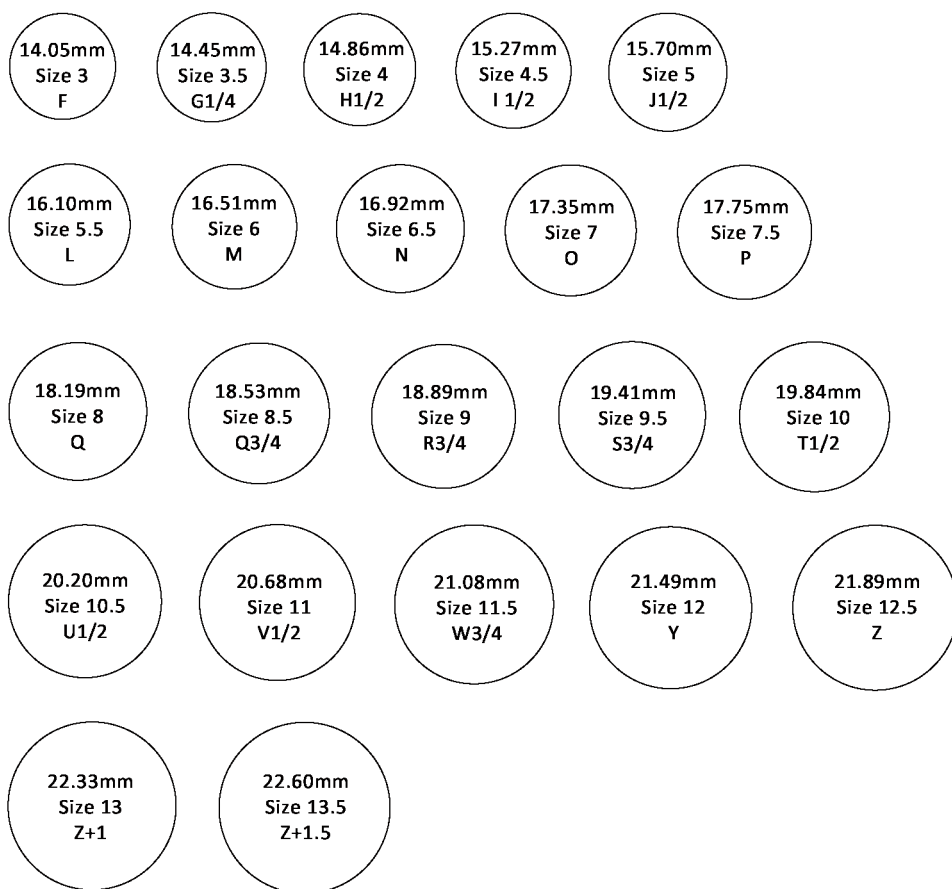 14.05mm
Size 3
F
14.45mm
Size 3.5
G1/4
14.86mm
Size 4
H1/2
15.27mm
Size 4.5
I 1/2
15.70mm
Size 5
J1/2
16.10mm
Size 5.5
L
16.51mm
Size 6
M
16.92mm
Size 6.5
N
17.35mm
Size 7
O
17.75mm
Size 7.5
P
18.19mm
Size 8
Q
18.53mm
Size 8.5
Q3/4
18.89mm
Size 9
R3/4
19.41mm
Size 9.5
S3/4
19.84mm
Size 10
T1/2
20.20mm
Size 10.5
U1/2
20.68mm
Size 11
V1/2
21.08mm
Size 11.5
W3/4
21.49mm
Size 12
Y
21.89mm
Size 12.5
Z
22.33mm
Size 13
Z+1
22.60mm
Size 13.5
Z+1.5